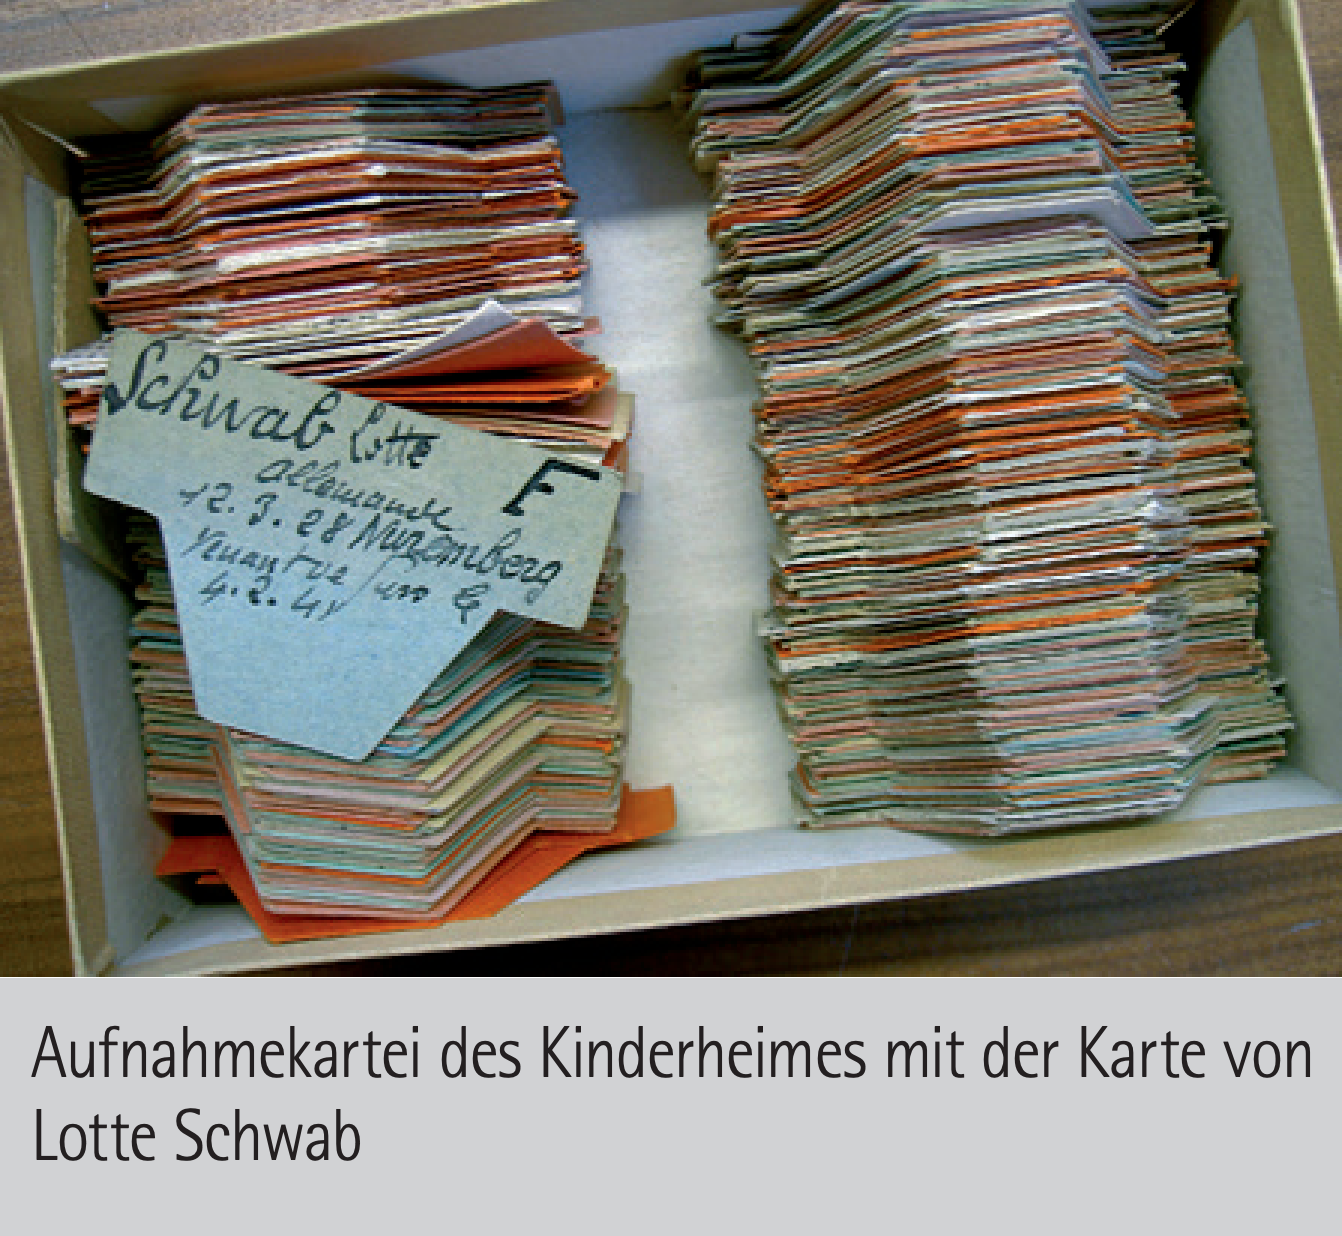 Schwab Lotte
F
allemande
12. 3. 28 Nuremberg
4. 2. 41
Aufnahmekartei des Kinderheimes mit der Karte von
Lotte Schwab